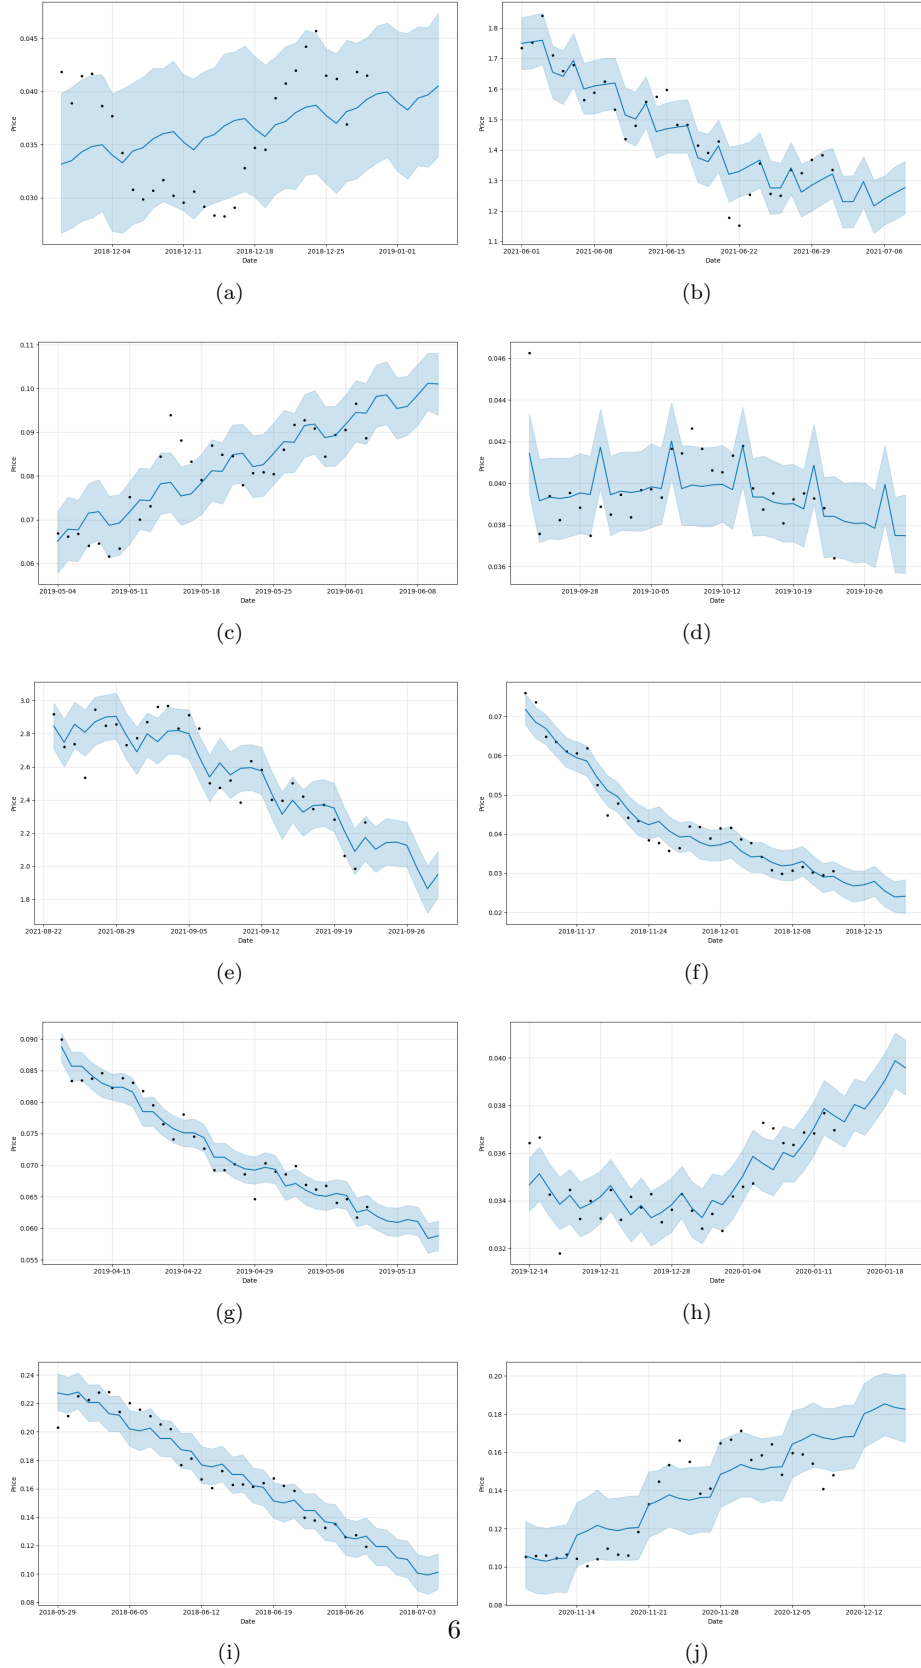 0.045
0.040
0.035
0.030
Price
2018-12-04 2018-12-11 2018-12-18 2018-12-25 2019-01-01
Date
(a)
1.8
1.7
1.6
1.5
1.4
1.3
1.2
1.1
Price
2021-06-01 2021-06-08 2021-06-15 2021-06-22 2021-06-29 2021-07-06
Date
(b)
0.11
0.10
0.09
0.08
0.07
0.06
Price
2019-05-04 2019-05-11 2019-05-18 2019-05-25 2019-06-01 2019-06-08
Date
(c)
0.046
0.044
0.042
0.040
0.038
0.036
Price
2019-09-28 2019-10-05 2019-10-12 2019-10-19 2019-10-26
Date
(d)
3.0
2.8
2.6
2.4
2.2
2.0
1.8
Price
2021-08-22 2021-08-29 2021-09-05 2021-09-12 2021-09-19 2021-09-26
Date
(e)
0.07
0.06
0.05
0.04
0.03
0.02
Price
2018-11-17 2018-11-24 2018-12-01 2018-12-08 2018-12-15
Date
(f)
0.090
0.085
0.080
0.075
0.070
0.065
0.060
0.055
Price
2019-04-15 2019-04-22 2019-04-29 2019-05-06 2019-05-13
Date
(g)
0.040
0.038
0.036
0.034
0.032
Price
2019-12-14 2019-12-21 2019-12-28 2020-01-04 2020-01-11 2020-01-18
Date
(h)
0.24
0.22
0.20
0.18
0.16
0.14
0.12
0.10
0.08
Price
2018-05-29 2018-06-05 2018-06-12 2018-06-19 2018-06-26 2018-07-03
Date
(i)
0.20
0.18
0.16
0.14
0.12
0.10
0.08
Price
2020-11-14 2020-11-21 2020-11-28 2020-12-05 2020-12-12
Date
(j)
6